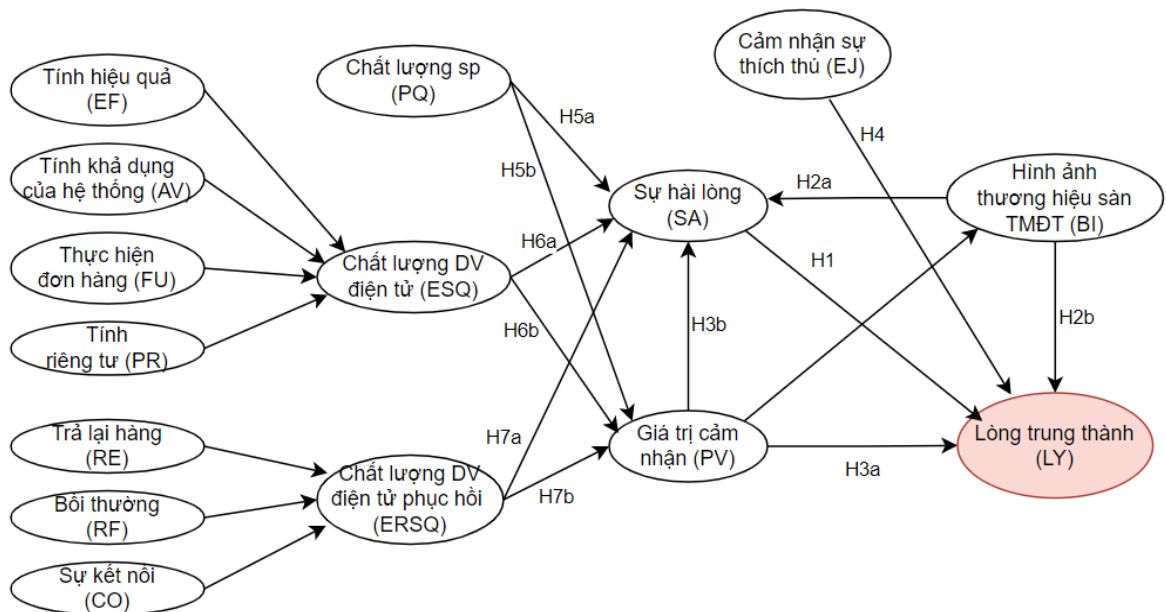 Tính hiệu quả
(EF)
Tính khả dụng
của hệ thống (AV)
Thực hiện
đơn hàng (FU)
Tính
riêng tư (PR)
Trả lại hàng
(RE)
Bồi thường
(RF)
Sự kết nối
(CO)
Chất lượng sp
(PQ)
Chất lượng DV
điện tử (ESQ)
Chất lượng DV
điện tử phục hồi
(ERSQ)
H5a
H5b
H6a
H6b
H7a
H7b
Sự hài lòng
(SA)
H3b
Giá trị cảm
nhận (PV)
Cảm nhận sự
thích thú (EJ)
H4
H2a
H1
H3a
Hình ảnh
thương hiệu sàn
TMĐT (BI)
H2b
Lòng trung thành
(LY)